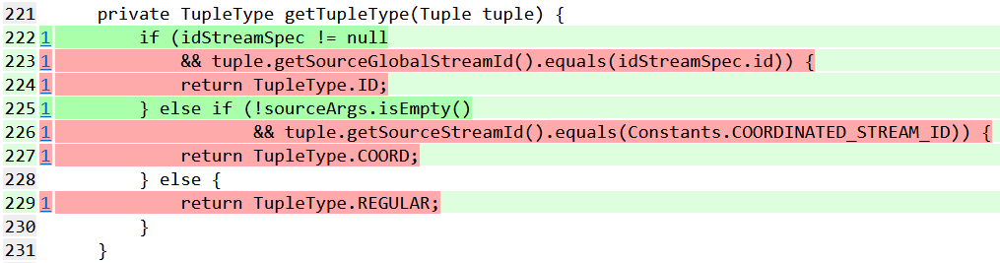 221     private TupleType getTupleType(Tuple tuple) {
222 1       if (idStreamSpec != null
223 1           && tuple.getSourceGlobalStreamId().equals(idStreamSpec.id)) {
224 1           return TupleType.ID;
225 1       } else if (!sourceArgs.isEmpty()
226 1                  && tuple.getSourceStreamId().equals(Constants.COORDINATED_STREAM_ID)) {
227 1           return TupleType.COORD;
228         } else {
229 1           return TupleType.REGULAR;
230         }
231     }